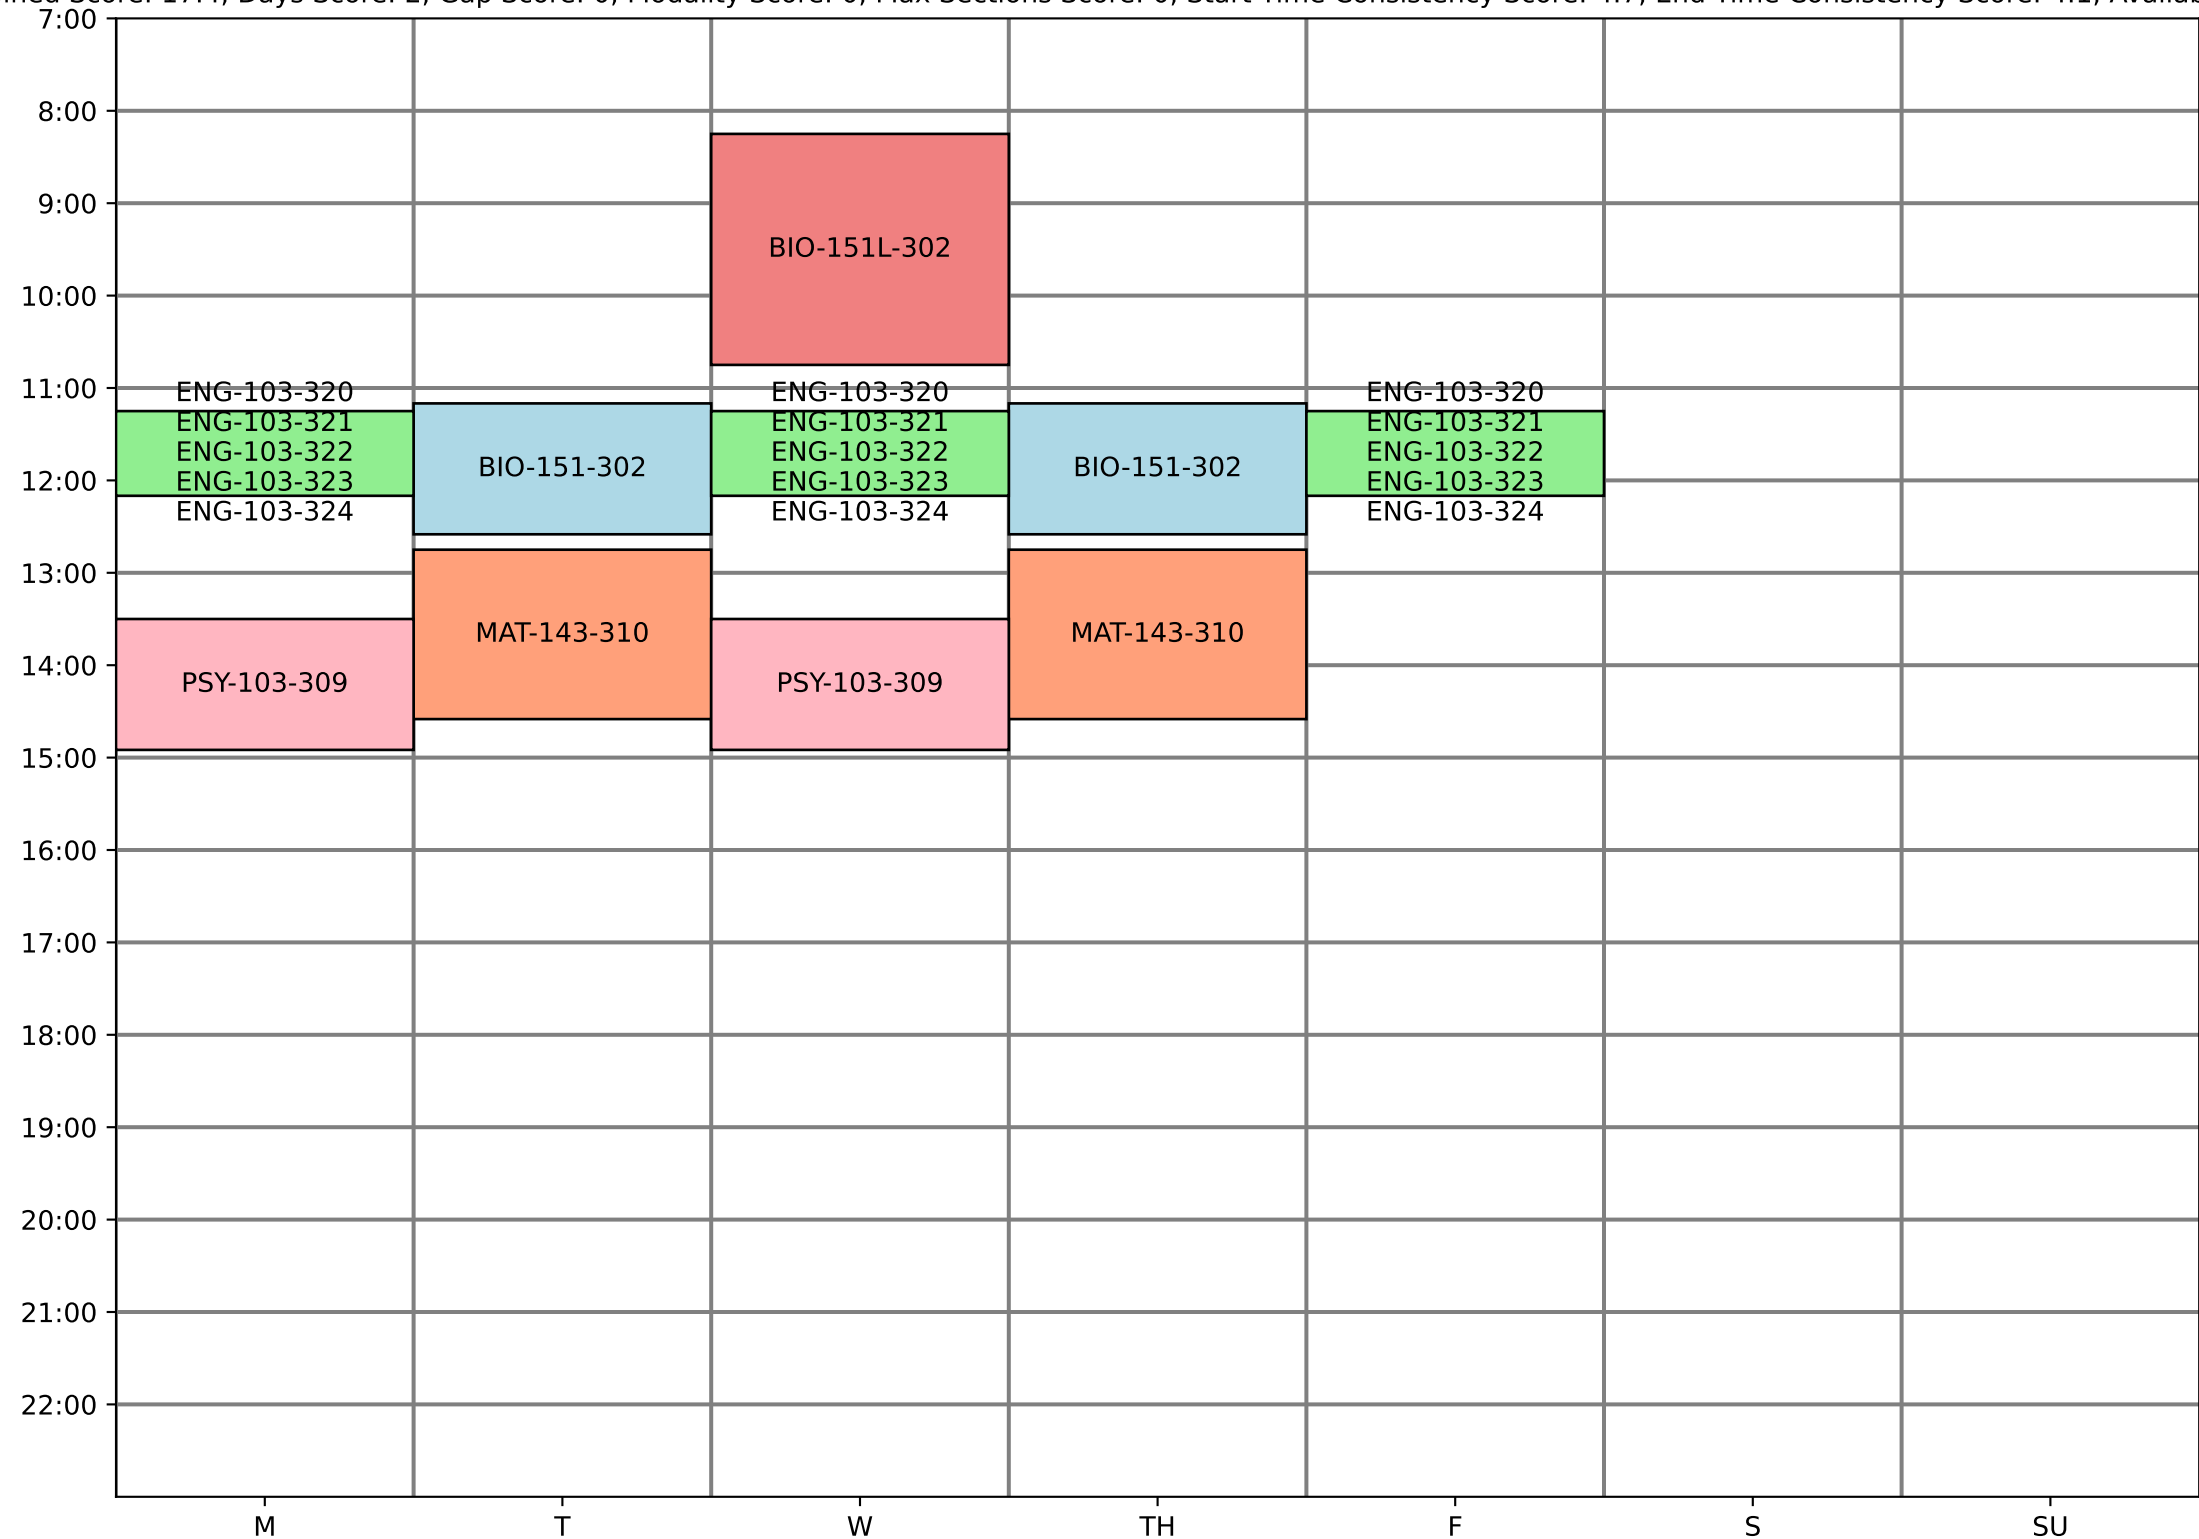 7:00
8:00
9:00
BIO-151L-302
10:00
11:00
ENG-103-320
ENG-103-321
ENG-103-322
ENG-103-323
ENG-103-324
ENG-103-320
ENG-103-321
ENG-103-322
ENG-103-323
ENG-103-324
ENG-103-320
ENG-103-321
ENG-103-322
ENG-103-323
ENG-103-324
BIO-151-302
BIO-151-302
12:00
13:00
MAT-143-310
MAT-143-310
14:00
PSY-103-309
PSY-103-309
15:00
16:00
17:00
18:00
19:00
20:00
21:00
22:00
M T W TH F S SU